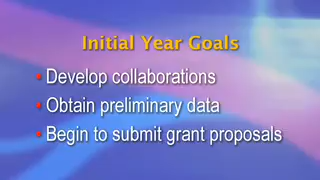 Initial Year Goals
• Develop collaborations
• Obtain preliminary data
• Begin to submit grant proposals